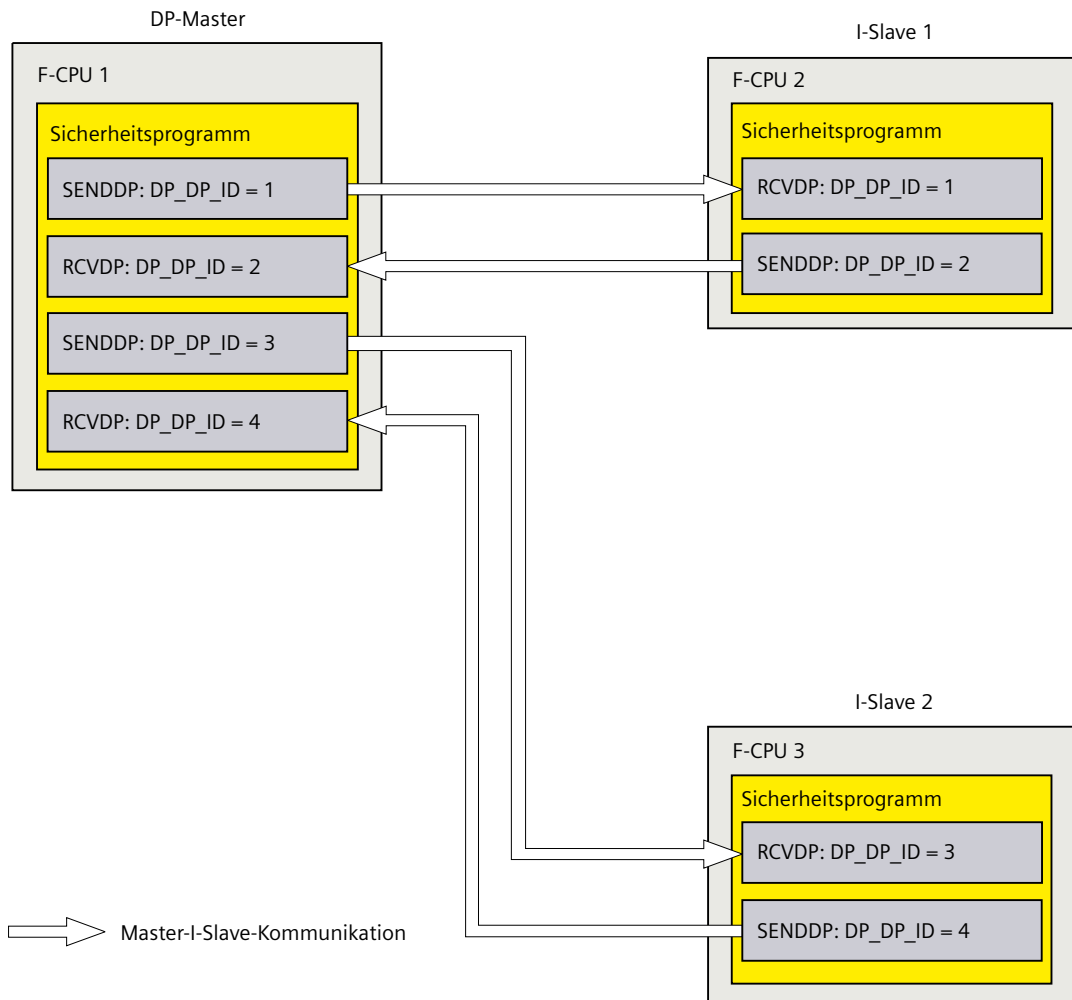 DP-Master
F-CPU 1
Sicherheitsprogramm
SENDDP: DP_DP_ID = 1
RCVDP: DP_DP_ID = 2
SENDDP: DP_DP_ID = 3
RCVDP: DP_DP_ID = 4
I-Slave 1
F-CPU 2
Sicherheitsprogramm
RCVDP: DP_DP_ID = 1
SENDDP: DP_DP_ID = 2
I-Slave 2
F-CPU 3
Sicherheitsprogramm
RCVDP: DP_DP_ID = 3
SENDDP: DP_DP_ID = 4
Master-I-Slave-Kommunikation